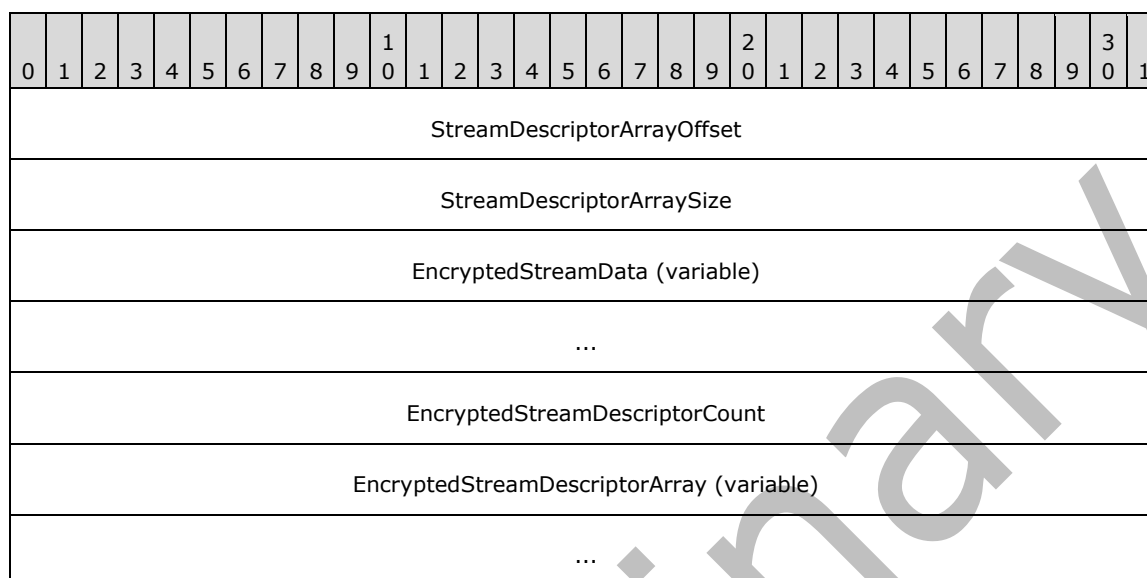 1 2 3
0 1 2 3 4 5 6 7 8 9 0 1 2 3 4 5 6 7 8 9 0 1 2 3 4 5 6 7 8 9 0 1
StreamDescriptorArrayOffset
StreamDescriptorArraySize
EncryptedStreamData (variable)
...
EncryptedStreamDescriptorCount
EncryptedStreamDescriptorArray (variable)
...
inary